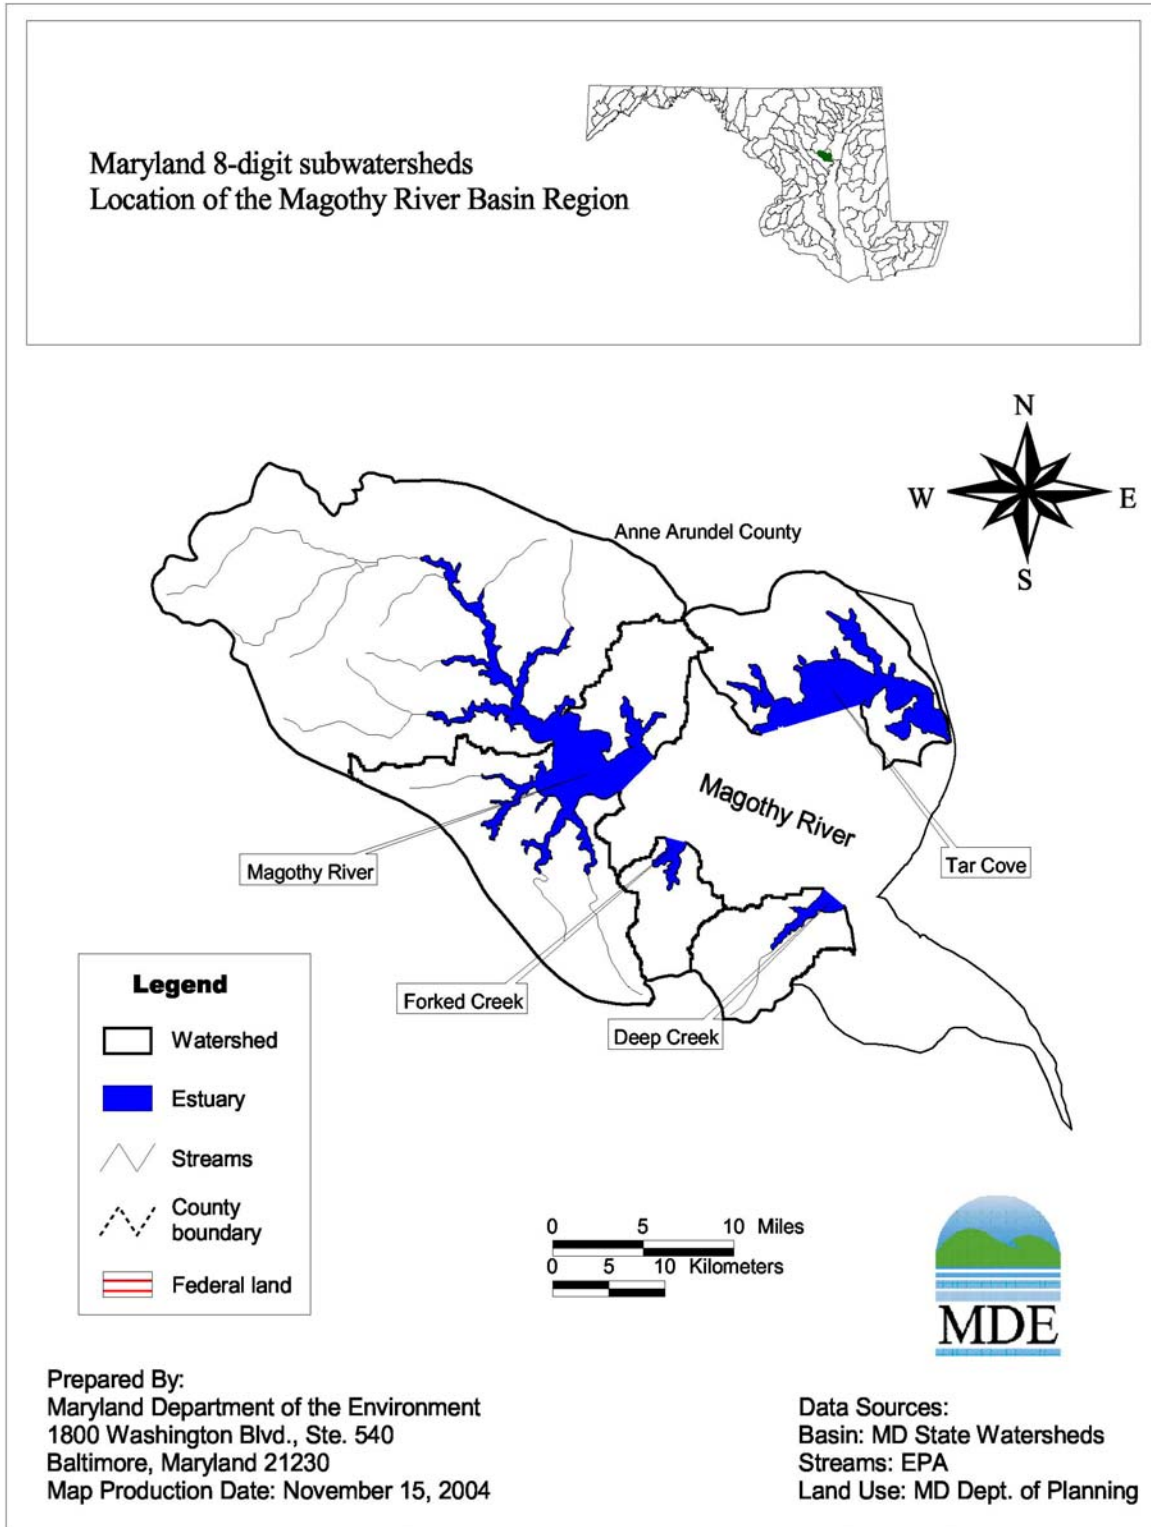 Maryland 8-digit subwatersheds
Location of the Magothy River Basin Region
N
W
E
S
Anne Arundel County
Magothy River
Tar Cove
Magothy River
Forked Creek
Deep Creek
Legend
Watershed
Estuary
Streams
County
boundary
Federal land
0 5 10 Miles
0 5 10 Kilometers
MDE
Prepared By:
Maryland Department of the Environment
1800 Washington Blvd., Ste. 540
Baltimore, Maryland 21230
Map Production Date: November 15, 2004
Data Sources:
Basin: MD State Watersheds
Streams: EPA
Land Use: MD Dept. of Planning